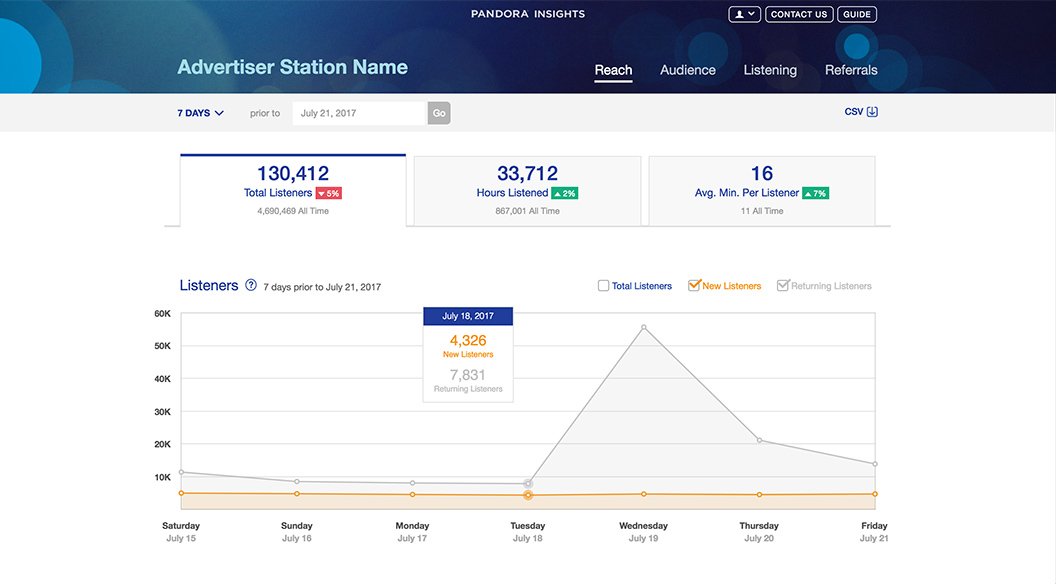 PANDORA INSIGHTS
CONTACT US
GUIDE
Advertiser Station Name
Reach
Audience
Listening
Referrals
7 DAYS
prior to
July 21, 2017
Go
CSV
130,412
Total Listeners 5%
4,690,469 All Time
33,712
Hours Listened 2%
867,001 All Time
16
Avg. Min. Per Listener 7%
11 All Time
Listeners ? 7 days prior to July 21, 2017
Total Listeners
New Listeners
Returning Listeners
60K
50K
40K
30K
20K
10K
July 18, 2017
4,326
New Listeners
7,831
Returning Listeners
Saturday
July 15
Sunday
July 16
Monday
July 17
Tuesday
July 18
Wednesday
July 19
Thursday
July 20
Friday
July 21